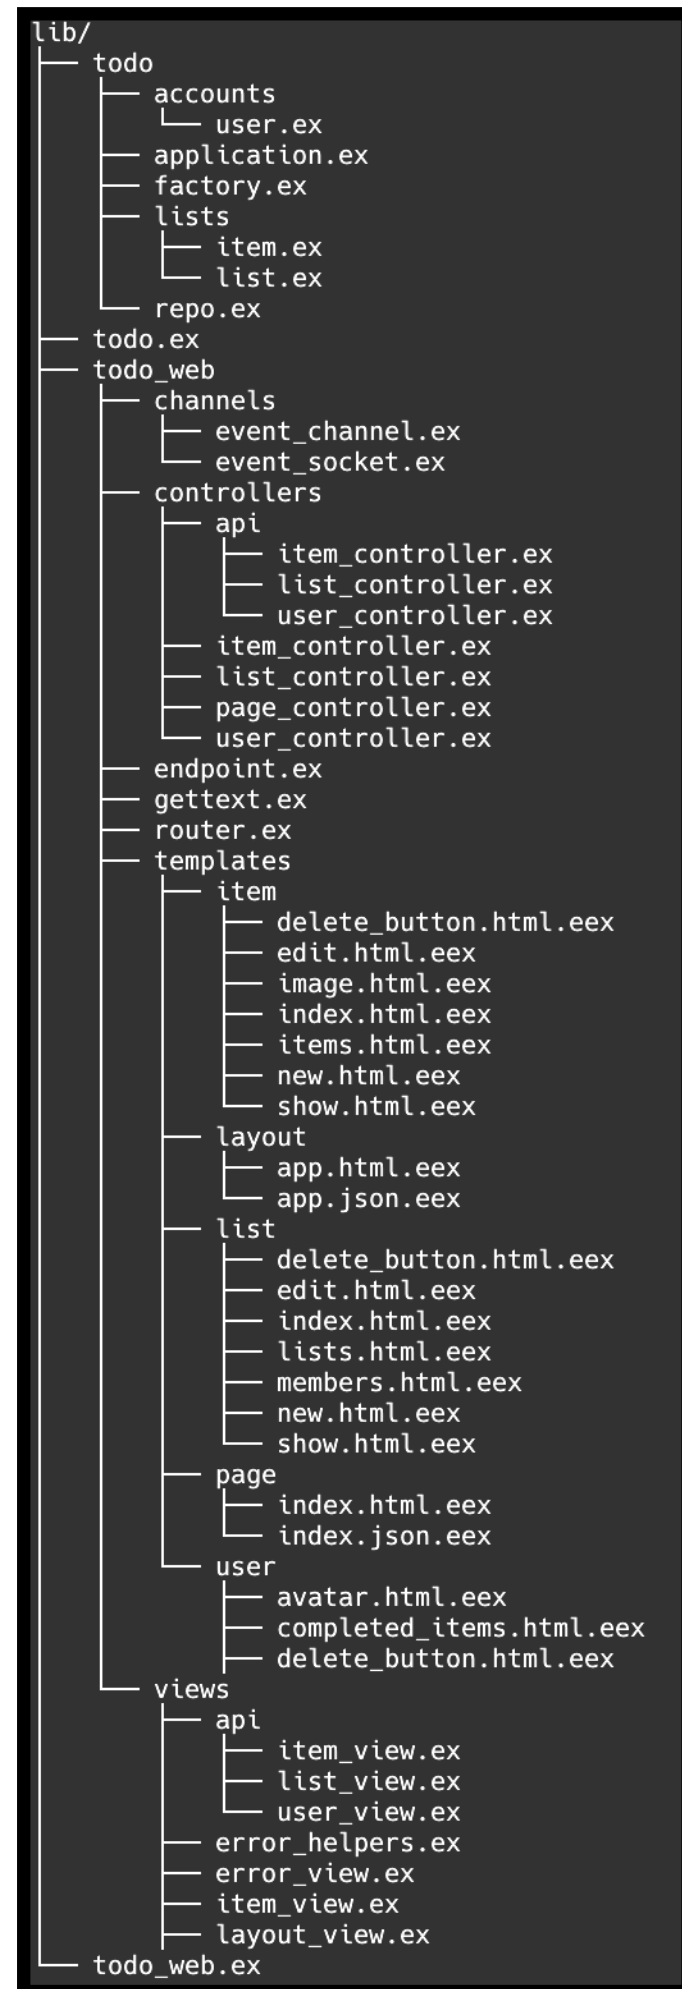 lib/
├── todo
│   ├── accounts
│   │   └── user.ex
│   ├── application.ex
│   ├── factory.ex
│   ├── lists
│   │   ├── item.ex
│   │   └── list.ex
│   └── repo.ex
├── todo.ex
├── todo_web
│   ├── channels
│   │   ├── event_channel.ex
│   │   └── event_socket.ex
│   ├── controllers
│   │   ├── api
│   │   │   ├── item_controller.ex
│   │   │   ├── list_controller.ex
│   │   │   └── user_controller.ex
│   │   ├── item_controller.ex
│   │   ├── list_controller.ex
│   │   ├── page_controller.ex
│   │   └── user_controller.ex
│   ├── endpoint.ex
│   ├── gettext.ex
│   ├── router.ex
│   ├── templates
│   │   ├── item
│   │   │   ├── delete_button.html.eex
│   │   │   ├── edit.html.eex
│   │   │   ├── image.html.eex
│   │   │   ├── index.html.eex
│   │   │   ├── items.html.eex
│   │   │   ├── new.html.eex
│   │   │   └── show.html.eex
│   │   ├── layout
│   │   │   ├── app.html.eex
│   │   │   └── app.json.eex
│   │   ├── list
│   │   │   ├── delete_button.html.eex
│   │   │   ├── edit.html.eex
│   │   │   ├── index.html.eex
│   │   │   ├── lists.html.eex
│   │   │   ├── members.html.eex
│   │   │   ├── new.html.eex
│   │   │   └── show.html.eex
│   │   ├── page
│   │   │   ├── index.html.eex
│   │   │   └── index.json.eex
│   │   └── user
│   │       ├── avatar.html.eex
│   │       ├── completed_items.html.eex
│   │       ├── delete_button.html.eex
│   └── views
│       ├── api
│       │   ├── item_view.ex
│       │   ├── list_view.ex
│       │   └── user_view.ex
│       ├── error_helpers.ex
│       ├── error_view.ex
│       ├── item_view.ex
│       ├── layout_view.ex
└── todo_web.ex